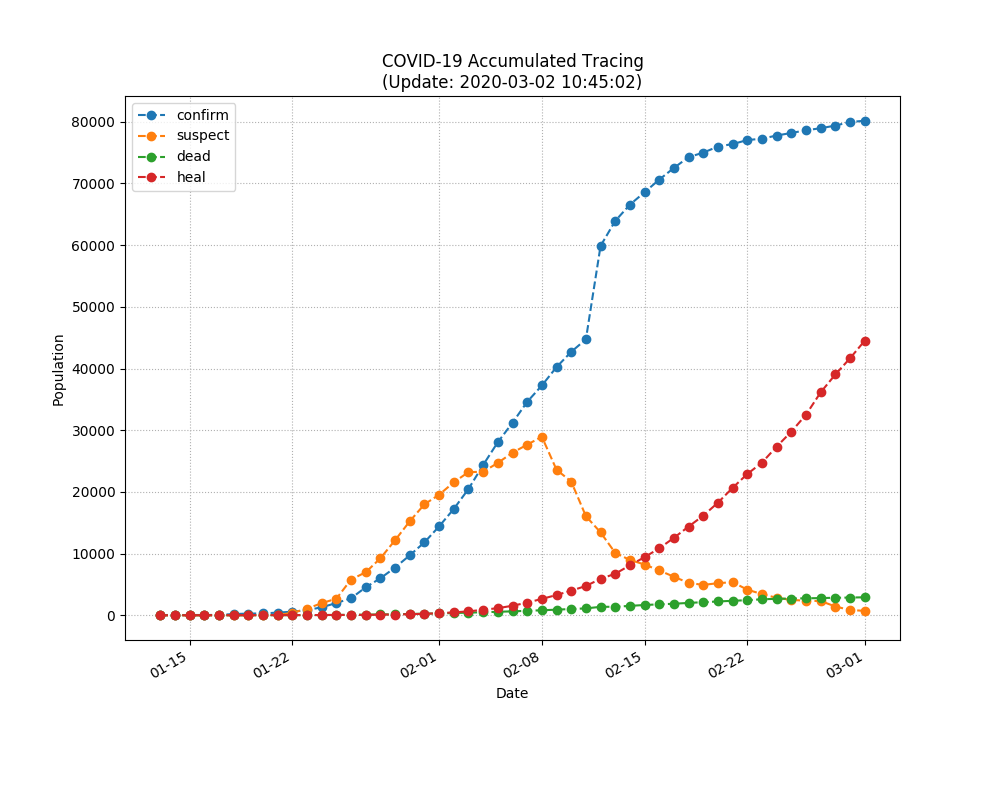 COVID-19 Accumulated Tracing
(Update: 2020-03-02 10:45:02)
confirm
suspect
dead
heal
80000
70000
60000
50000
40000
30000
20000
10000
0
Population
01-15
01-22
02-01
02-08
02-15
02-22
03-01
Date